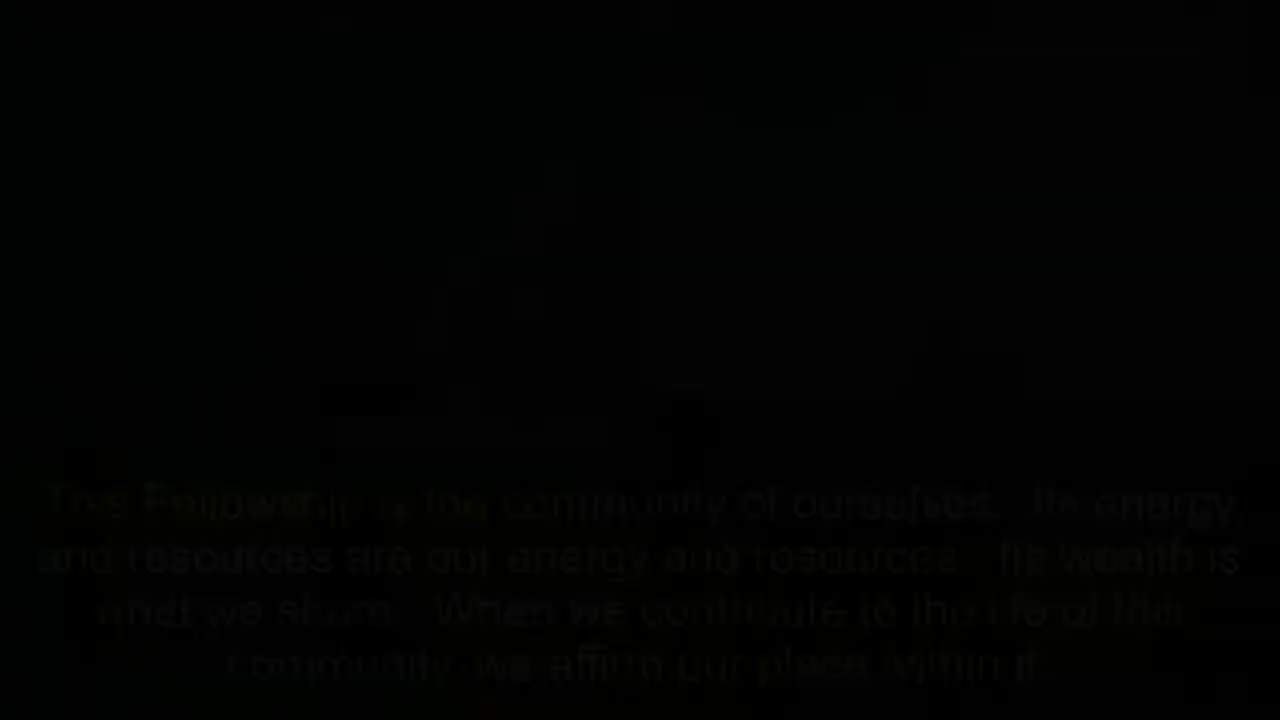 This Fellowship is the community of ourselves. Its energy
and resources are our energy and resources. Its wealth is
what we share. When we contribute to the life of this
community, we affirm our place within it.